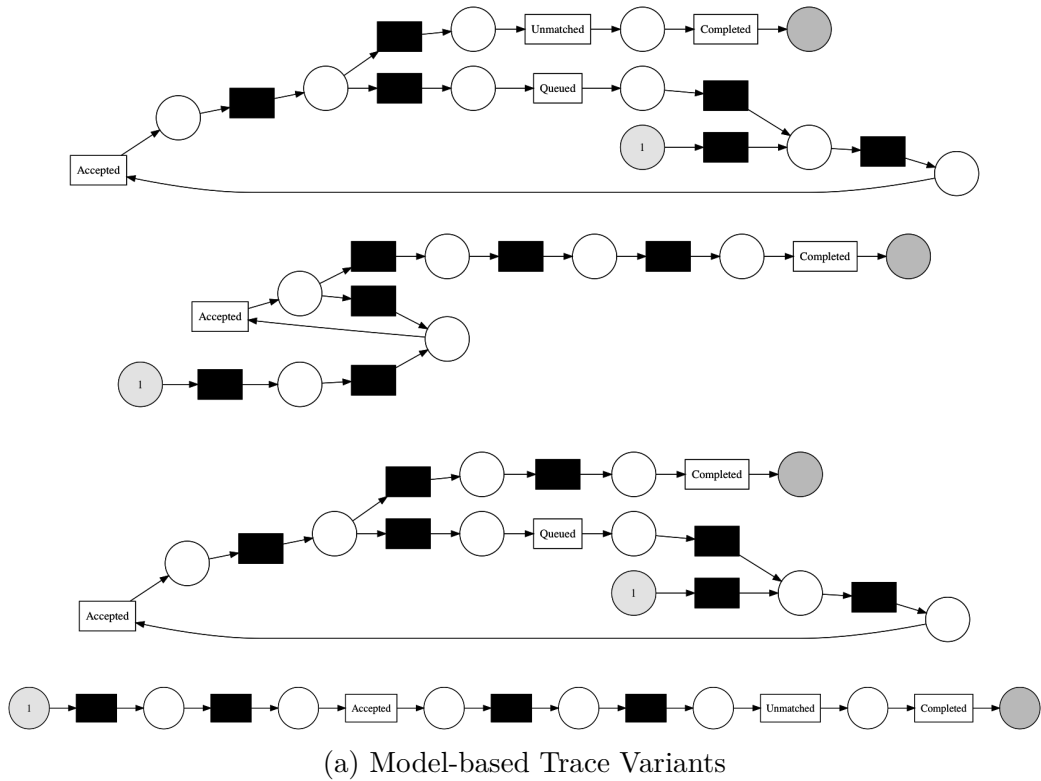 Unmatched
Completed
Queued
1
Accepted
Completed
Accepted
1
Completed
Queued
1
Accepted
1
Accepted
Unmatched
Completed
(a) Model-based Trace Variants